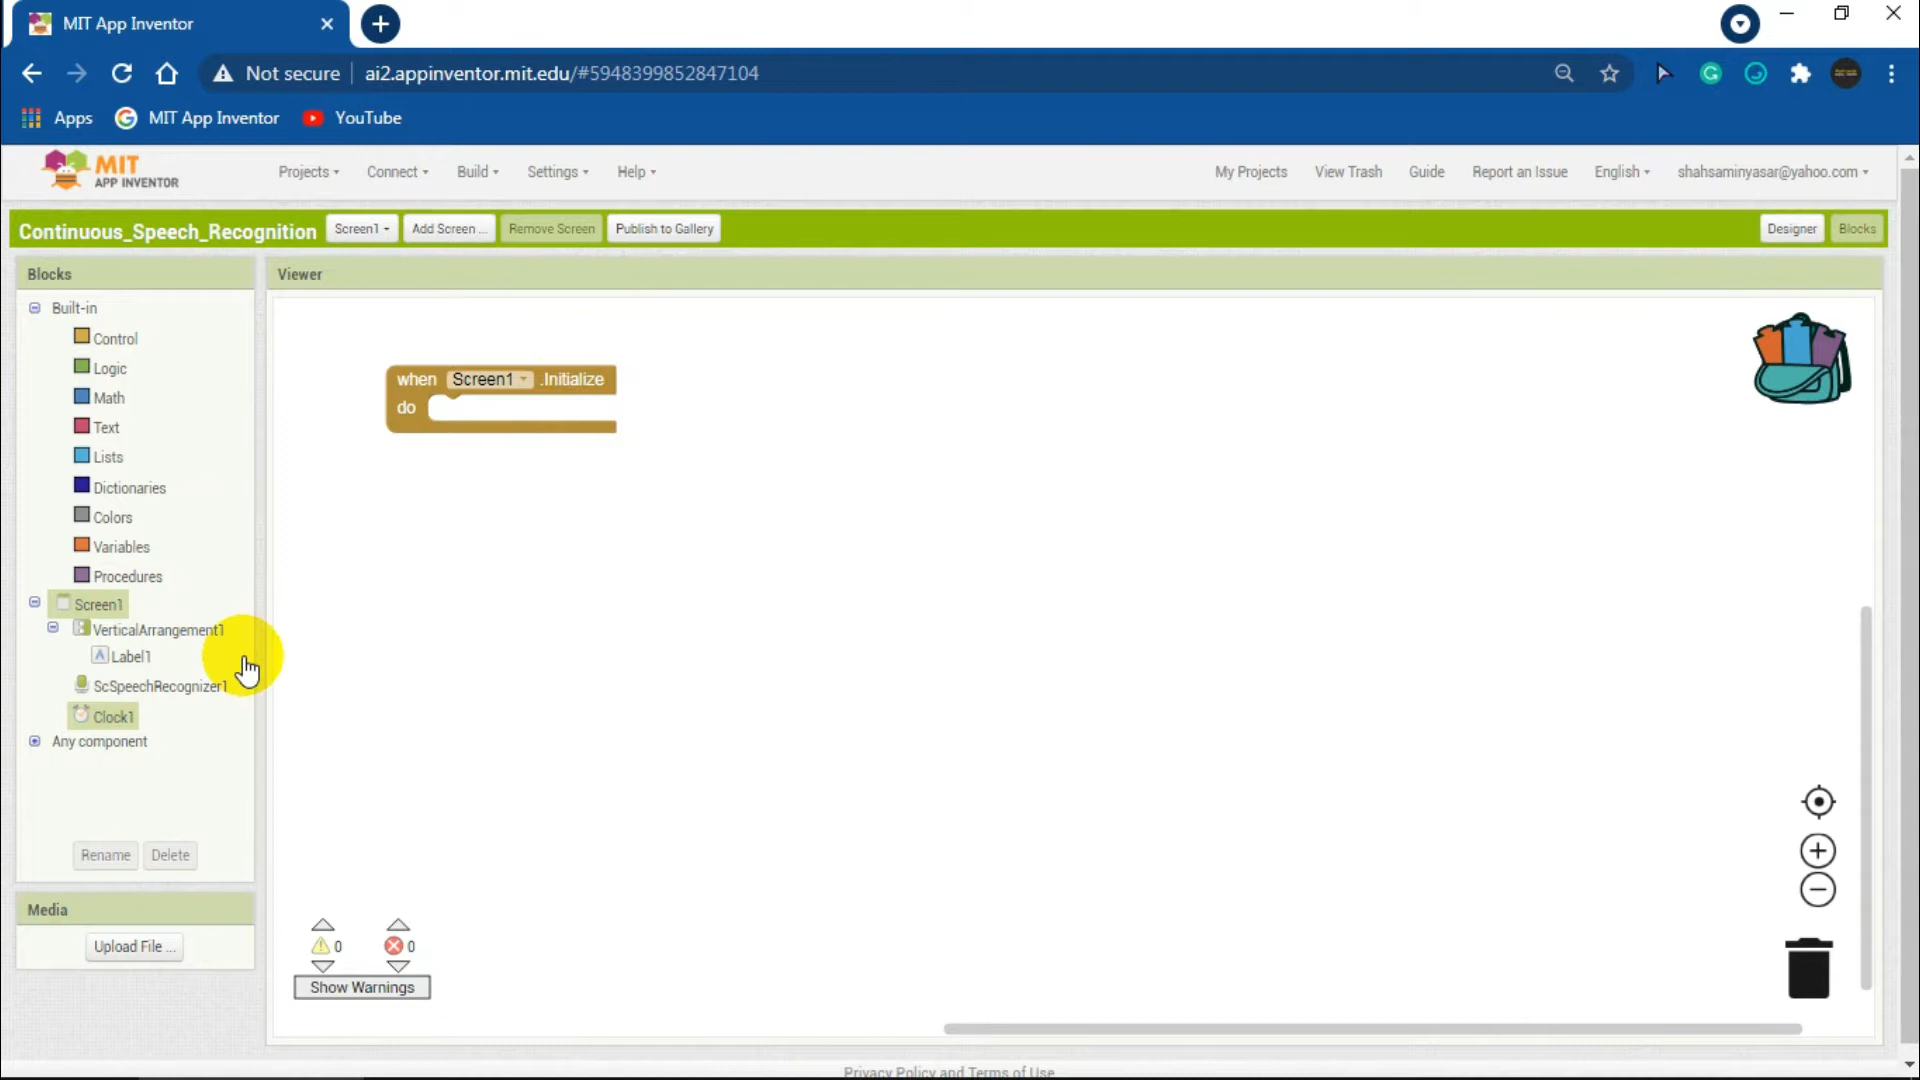 MIT App Inventor
Not secure
ai2.appinventor.mit.edu/#5948399852847104
Apps
MIT App Inventor
YouTube
MIT
APP INVENTOR
Projects
Connect
Build
Settings
Help
My Projects
View Trash
Guide
Report an Issue
English
shahsaminyasar@yahoo.com
Continuous_Speech_Recognition
Screen1
Add Screen ...
Remove Screen
Publish to Gallery
Designer
Blocks
Blocks
Viewer
Built-in
Control
Logic
Math
Text
Lists
Dictionaries
Colors
Variables
Procedures
Screen1
VerticalArrangement1
Label1
ScSpeechRecognizer1
Clock1
Any component
Rename
Delete
Media
Upload File ...
when Screen1 .Initialize
do
0
0
Show Warnings
Privacy Policy and Terms of Use